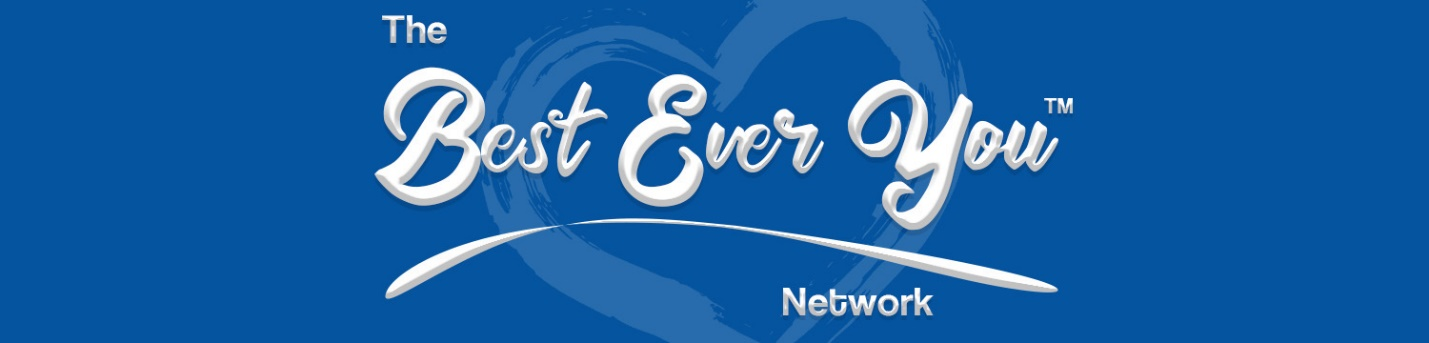 The
Best Ever You™
Network